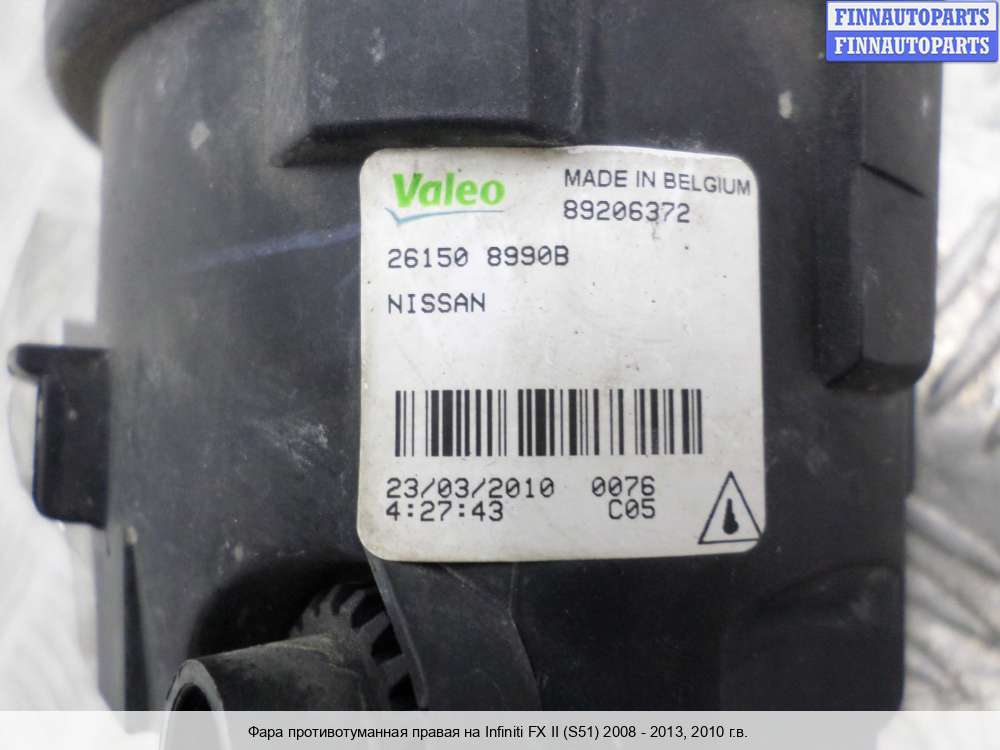 FINNAUTOPARTS
FINNAUTOPARTS
Valeo
MADE IN BELGIUM
89206372
26150 8990B
NISSAN
23/03/2010 0076
4:27:43 C05
Фара противотуманная правая на Infiniti FX II (S51) 2008 - 2013, 2010 г.в.